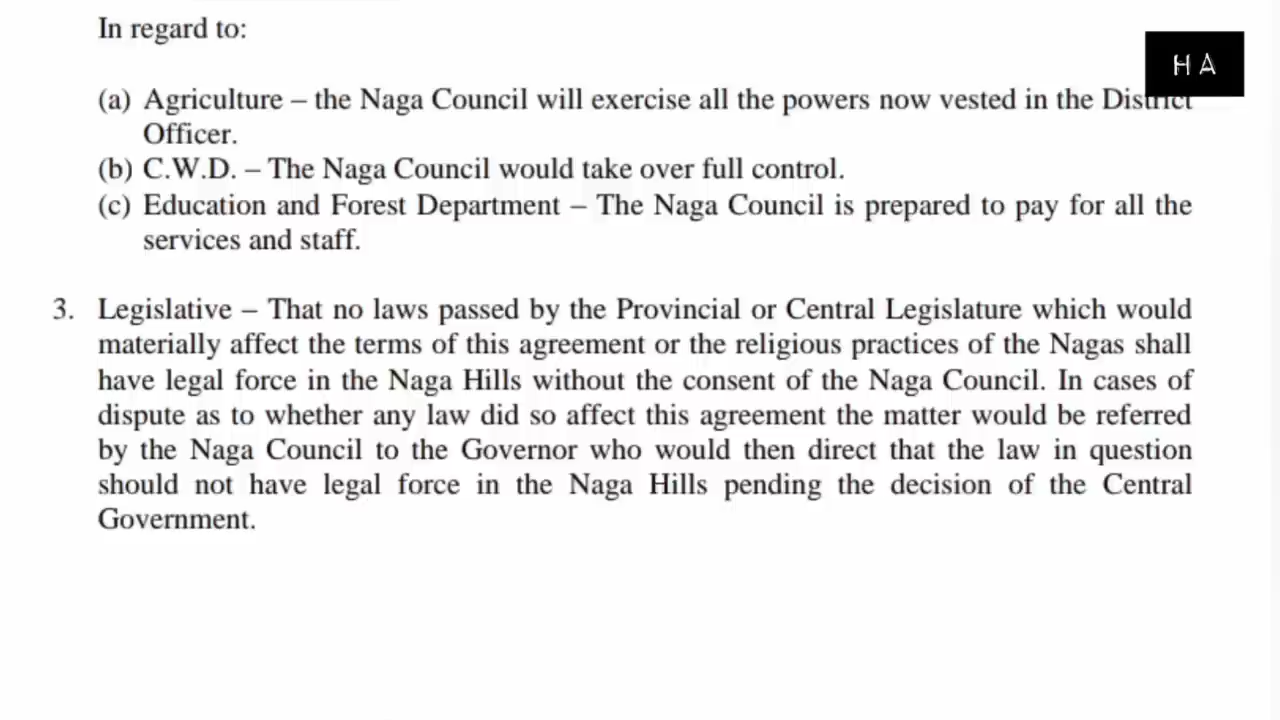 In regard to:
H A
(a) Agriculture – the Naga Council will exercise all the powers now vested in the District
Officer.
(b) C.W.D. – The Naga Council would take over full control.
(c) Education and Forest Department – The Naga Council is prepared to pay for all the
services and staff.
3. Legislative – That no laws passed by the Provincial or Central Legislature which would
materially affect the terms of this agreement or the religious practices of the Nagas shall
have legal force in the Naga Hills without the consent of the Naga Council. In cases of
dispute as to whether any law did so affect this agreement the matter would be referred
by the Naga Council to the Governor who would then direct that the law in question
should not have legal force in the Naga Hills pending the decision of the Central
Government.